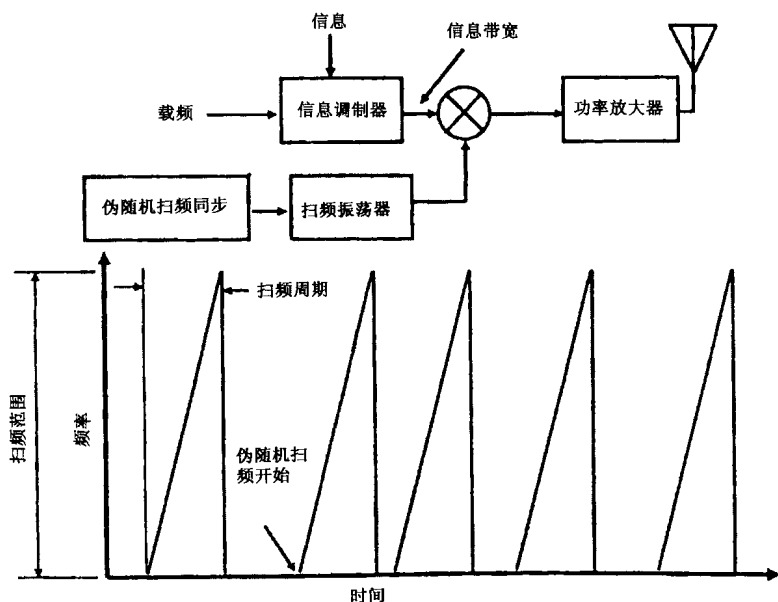 信息
信息带宽
载频
信息调制器
功率放大器
伪随机扫频同步
扫频振荡器
扫频周期
扫频范围
频率
伪随机扫
频开始
时间